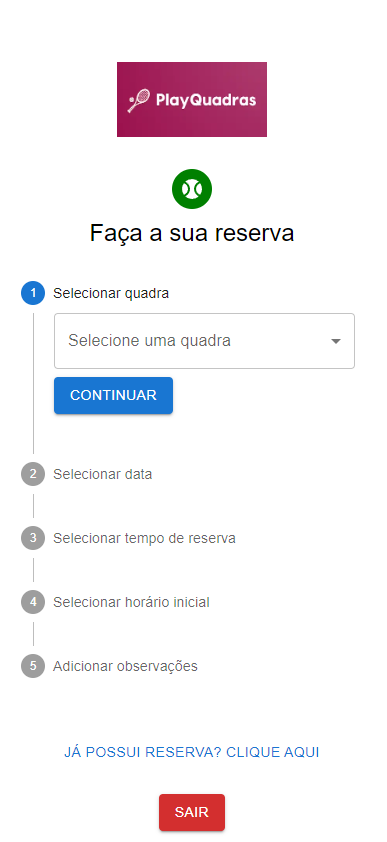 PlayQuadras
Faça a sua reserva
1 Selecionar quadra
Selecione uma quadra
CONTINUAR
2 Selecionar data
3 Selecionar tempo de reserva
4 Selecionar horário inicial
5 Adicionar observações
JÁ POSSUI RESERVA? CLIQUE AQUI
SAIR